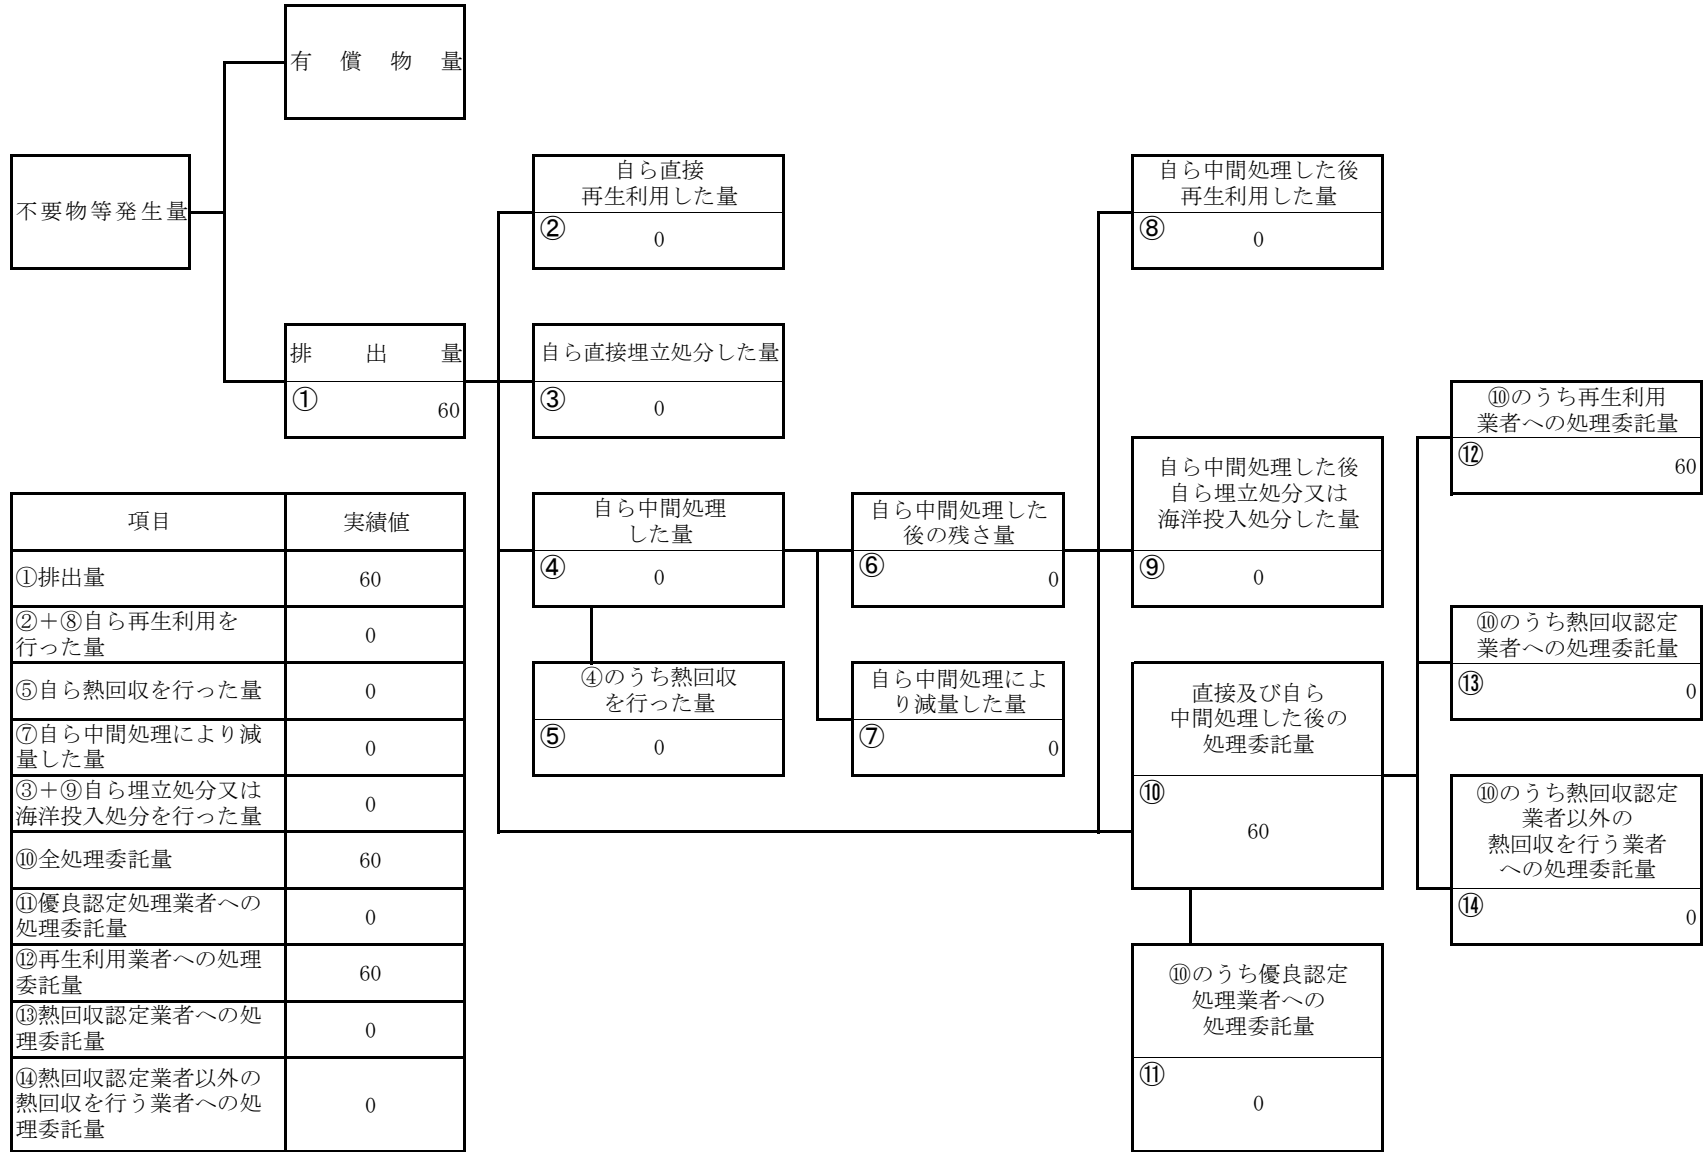 有償物量
不要物等発生量
排出量
①
60
自ら直接
再生利用した量
②
0
自ら直接埋立処分した量
③
0
自ら中間処理
した量
④
0
④のうち熱回収
を行った量
⑤
0
自ら中間処理した
後の残さ量
⑥
0
自ら中間処理によ
り減量した量
⑦
0
自ら中間処理した後
再生利用した量
⑧
0
自ら中間処理した後
自ら埋立処分又は
海洋投入処分した量
⑨
0
直接及び自ら
中間処理した後の
処理委託量
⑩
60
⑩のうち優良認定
処理業者への
処理委託量
⑪
0
⑩のうち再生利用
業者への処理委託量
⑫
60
⑩のうち熱回収認定
業者への処理委託量
⑬
0
⑩のうち熱回収認定
業者以外の
熱回収を行う業者
への処理委託量
⑭
0
項目
実績値
①排出量
60
②＋⑧自ら再生利用を
行った量
0
⑤自ら熱回収を行った量
0
⑦自ら中間処理により減
量した量
0
③＋⑨自ら埋立処分又は
海洋投入処分を行った量
0
⑩全処理委託量
60
⑪優良認定処理業者への
処理委託量
0
⑫再生利用業者への処理
委託量
60
⑬熱回収認定業者への処
理委託量
0
⑭熱回収認定業者以外の
熱回収を行う業者への処
理委託量
0